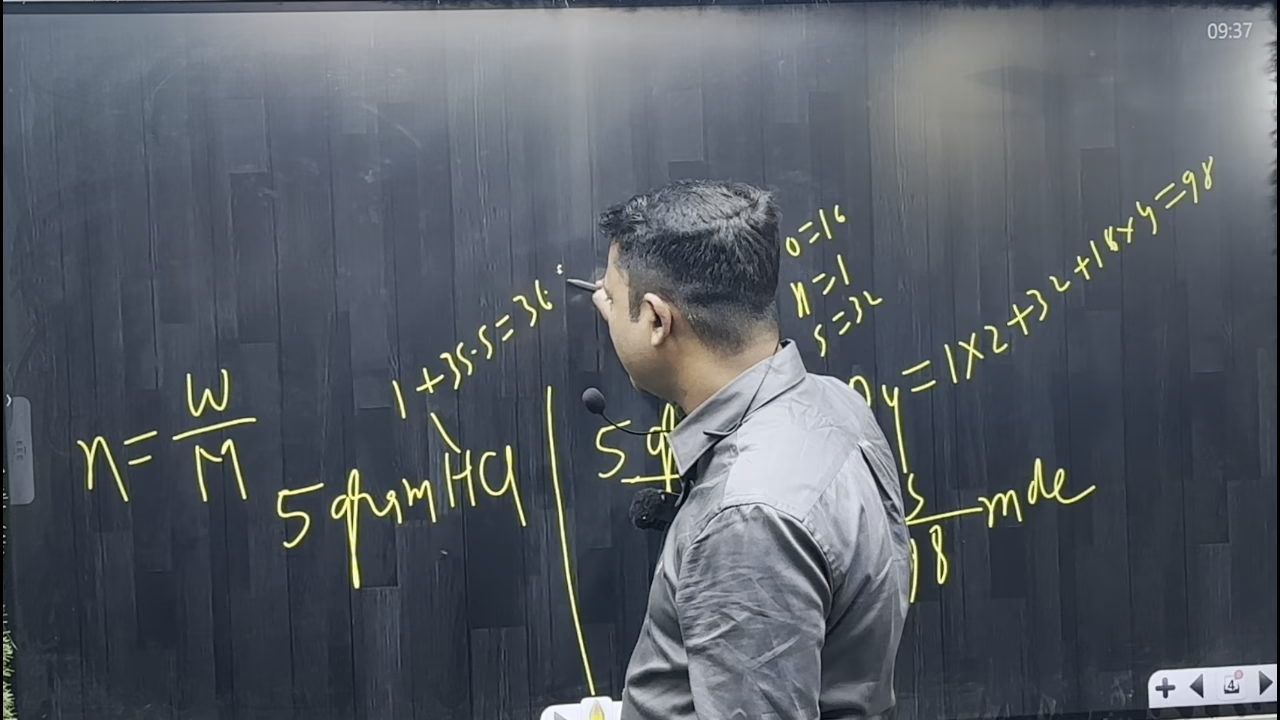 09:37
O=16
H=1
S=32
1+35.5=36.
n=W/M
5 gram HCl
5
y=1×2+32+16×4=98
5/98 mole
4